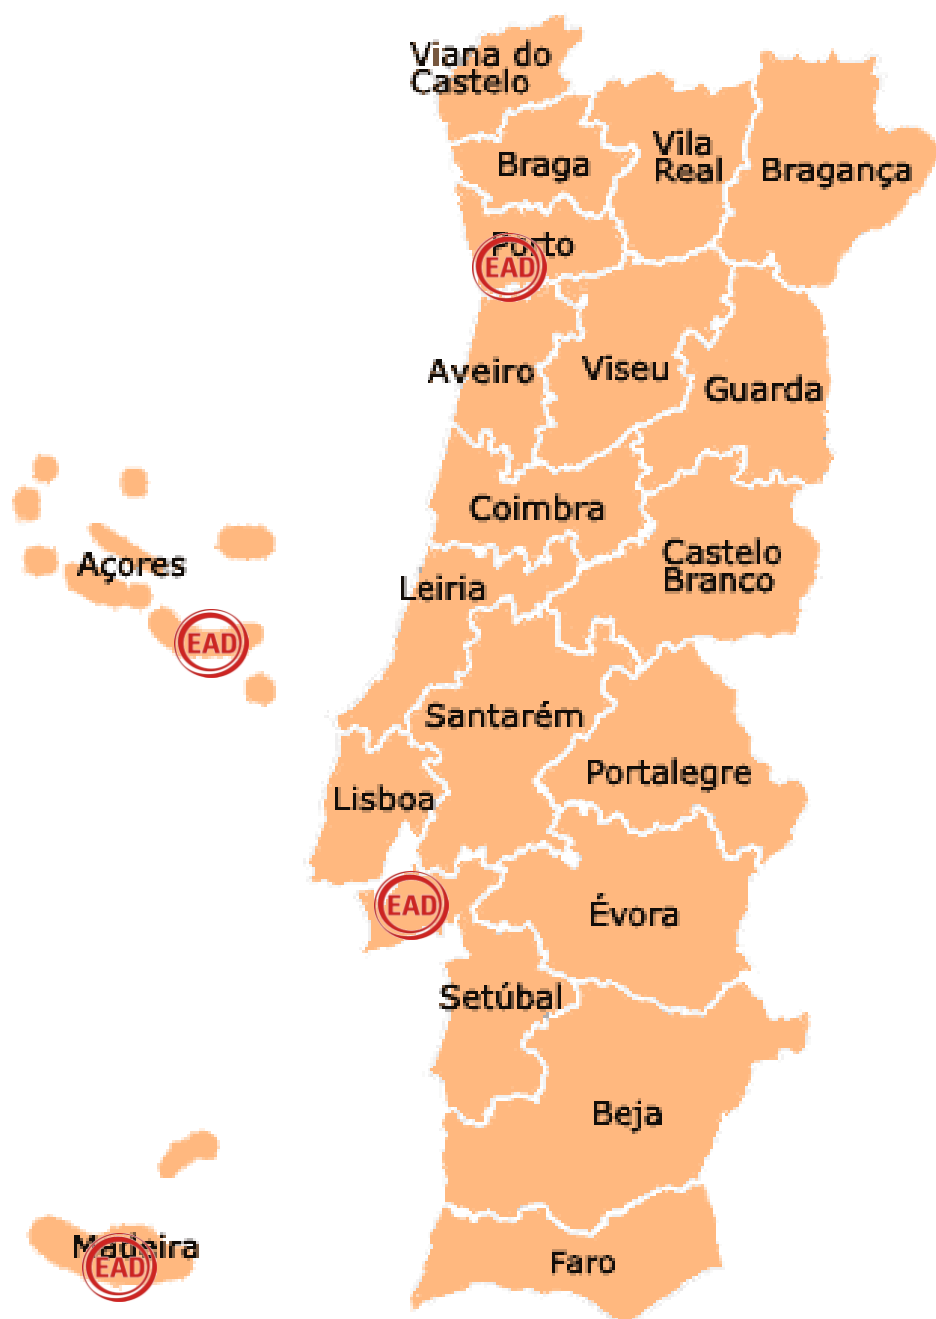 Viana do
Castelo
Braga
Vila
Real
Bragança
Porto
EAD
Aveiro
Viseu
Guarda
Coimbra
Castelo
Branco
Açores
Leiria
EAD
Santarém
Portalegre
Lisboa
EAD
Évora
Setúbal
Beja
Madeira
EAD
Faro